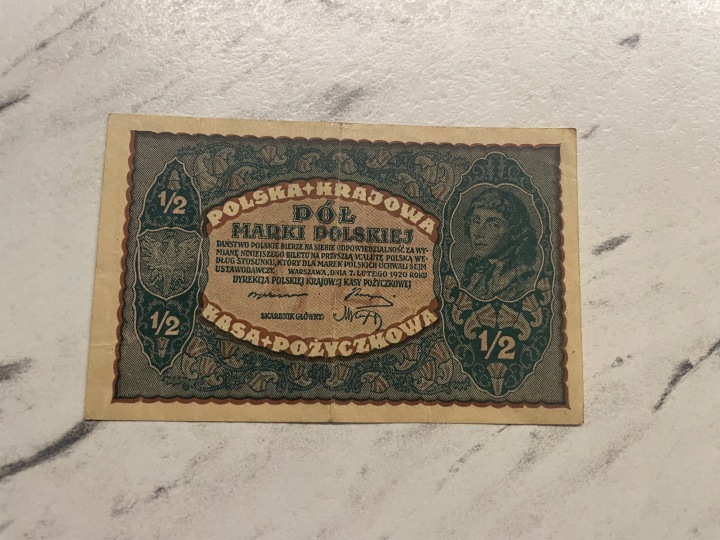 POLSKA + KRAJOWA
1/2
PÓŁ
MARKI POLSKIEJ
PAŃSTWO POLSKIE BIERZE NA SIEBIE ODPOWIEDZIALNOŚĆ ZA WY-
MIANĘ NINIEJSZEGO BILETU NA PRZYSZŁĄ WALUTĘ POLSKĄ WE-
DŁUG STOSUNKU, KTÓRY DLA MAREK POLSKICH UCHWALI SEJM
USTAWODAWCZY. WARSZAWA, DNIA 7. LUTEGO 1920 ROKU
DYREKCJA POLSKIEJ KRAJOWEJ KASY POŻYCZKOWEJ
SKARBNIK GŁÓWNY:
1/2
KASA + POŻYCZKOWA
1/2